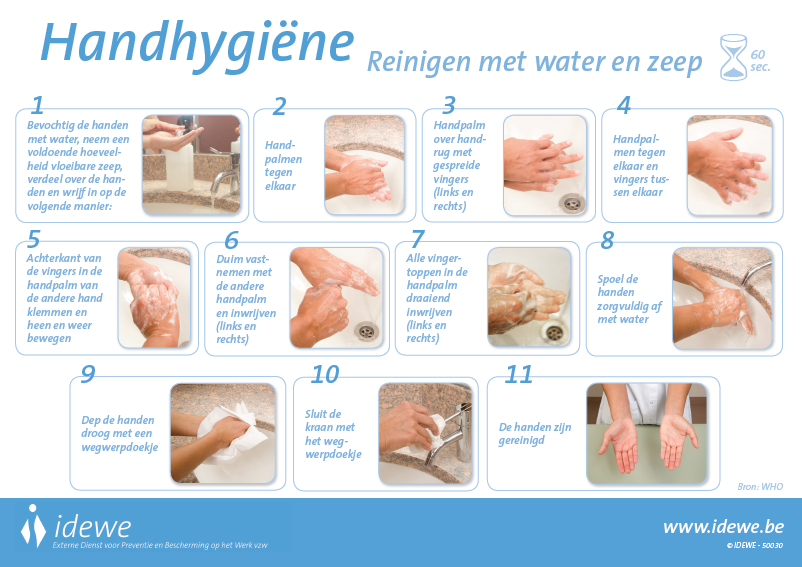 Handhygiëne
Reinigen met water en zeep
60
sec.
1
Bevochtig de handen
met water, neem een
voldoende hoeveel-
heid vloeibare zeep,
verdeel over de han-
den en wrijf in op de
volgende manier:
2
Hand-
palmen
tegen
elkaar
3
Handpalm
over hand-
rug met
gespreide
vingers
(links en
rechts)
4
Handpal-
men tegen
elkaar en
vingers tus-
sen elkaar
5
Achterkant van
de vingers in de
handpalm van
de andere hand
klemmen en
heen en weer
bewegen
6
Duim vast-
nemen met
de andere
handpalm
en inwrijven
(links en
rechts)
7
Alle vinger-
toppen in de
handpalm
draaiend
inwrijven
(links en
rechts)
8
Spoel de
handen
zorgvuldig af
met water
9
Dep de handen
droog met een
wegwerpdoekje
10
Sluit de
kraan met
het weg-
werpdoekje
11
De handen zijn
gereinigd
Bron: WHO
idewe
Externe Dienst voor Preventie en Bescherming op het Werk vzw
www.idewe.be
© IDEWE - 50030